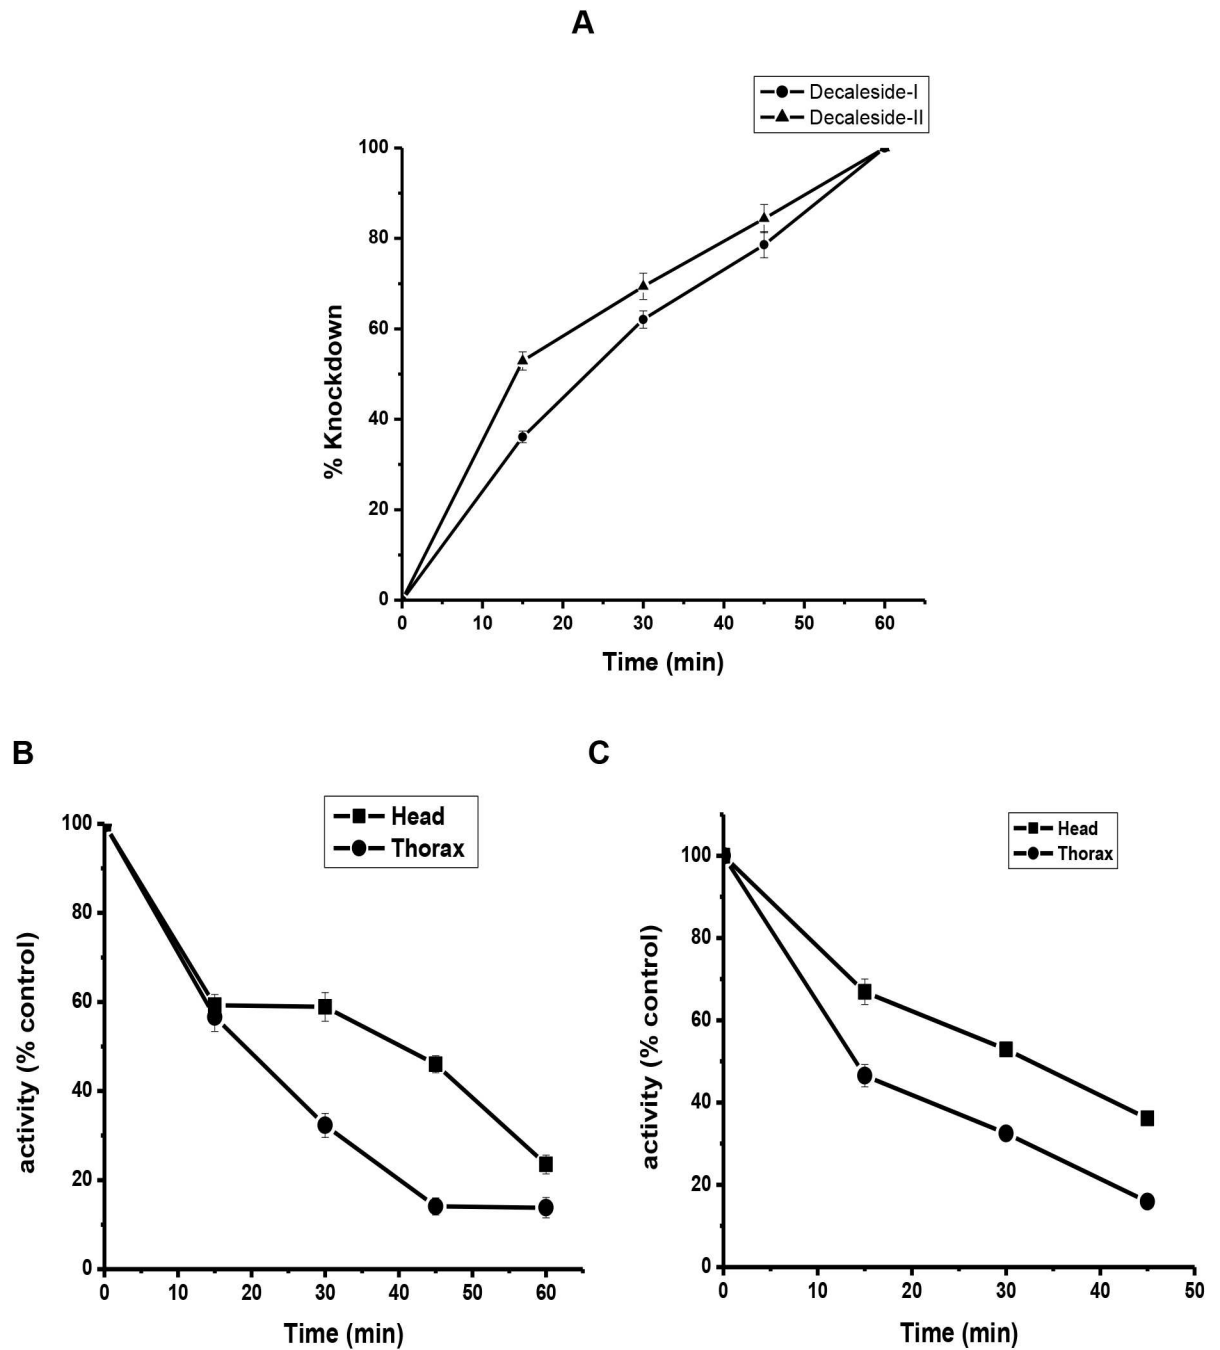 A
Decaleside-I
Decaleside-II
100
80
60
40
20
0
% Knockdown
0 10 20 30 40 50 60
Time (min)
B
Head
Thorax
100
80
60
40
20
0
activity (% control)
0 10 20 30 40 50 60
Time (min)
C
Head
Thorax
100
80
60
40
20
0
activity (% control)
0 10 20 30 40 50
Time (min)